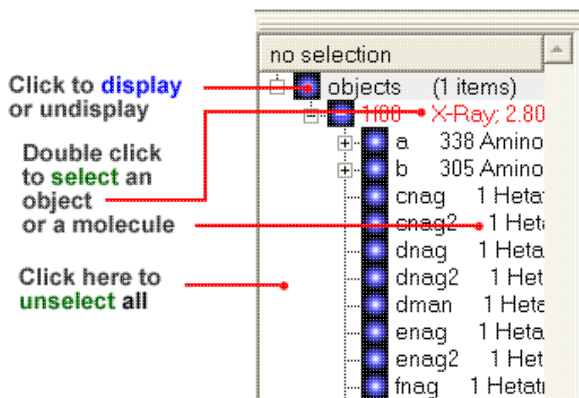 no selection
Click to display
or undisplay
objects (1 items)
1f88 X-Ray; 2.80
Double click
to select an
object
or a molecule
a 338 Amino
b 305 Amino
cnag 1 Hetat
cnag2 1 Het
dnag 1 Heta
dnag2 1 Het
Click here to
unselect all
dman 1 Heta
enag 1 Heta
enag2 1 Het
fnag 1 Hetat